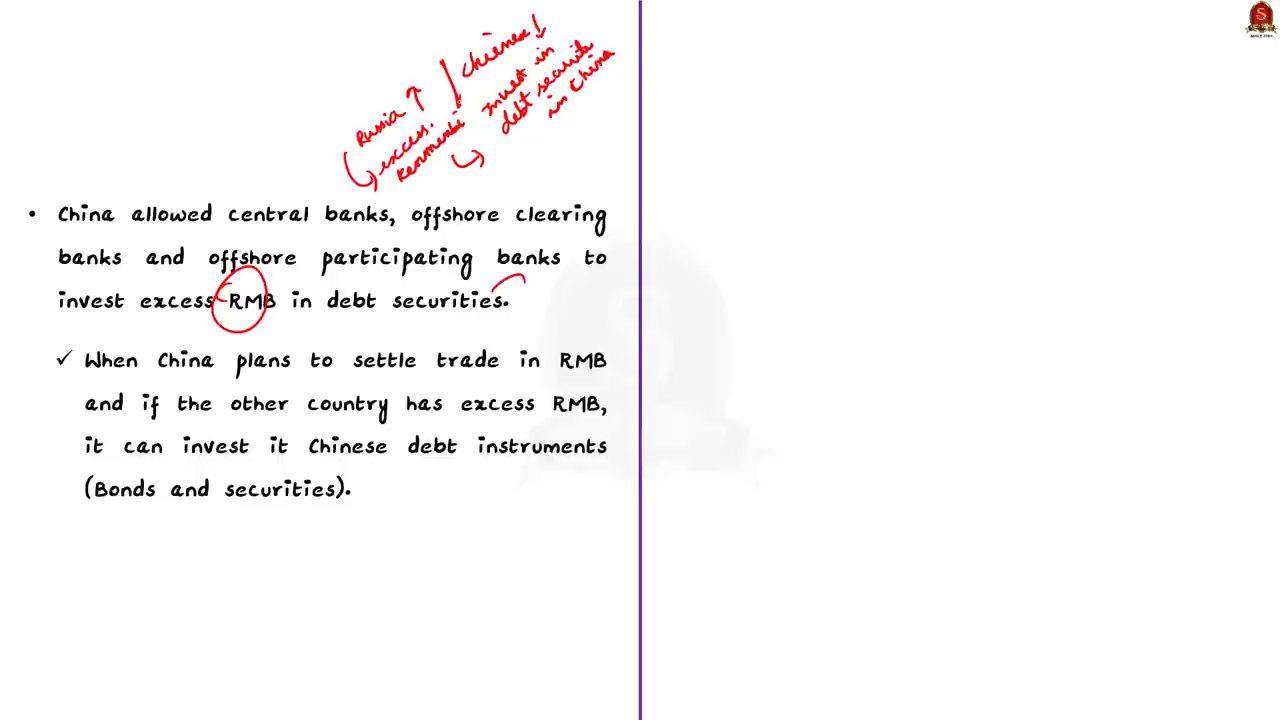 Russia ↑ / Chinese ↓
excess.
Renmenbi
invest in
debt securite
in China
• China allowed central banks, offshore clearing
banks and offshore participating banks to
invest excess RMB in debt securities.
✓ When China plans to settle trade in RMB
and if the other country has excess RMB,
it can invest it Chinese debt instruments
(Bonds and securities).
S